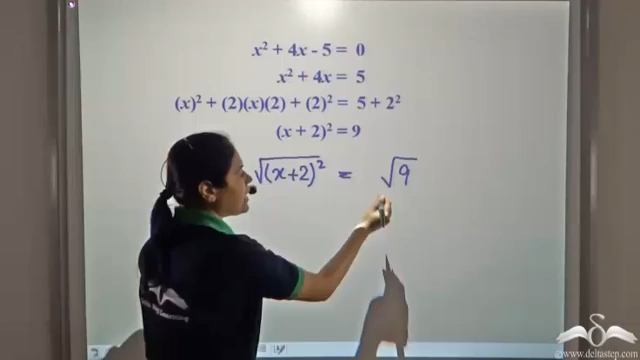 x² + 4x - 5 = 0
x² + 4x = 5
(x)² + (2)(x)(2) + (2)² = 5 + 2²
(x + 2)² = 9
√(x+2)² = √9
©www.deltastep.com